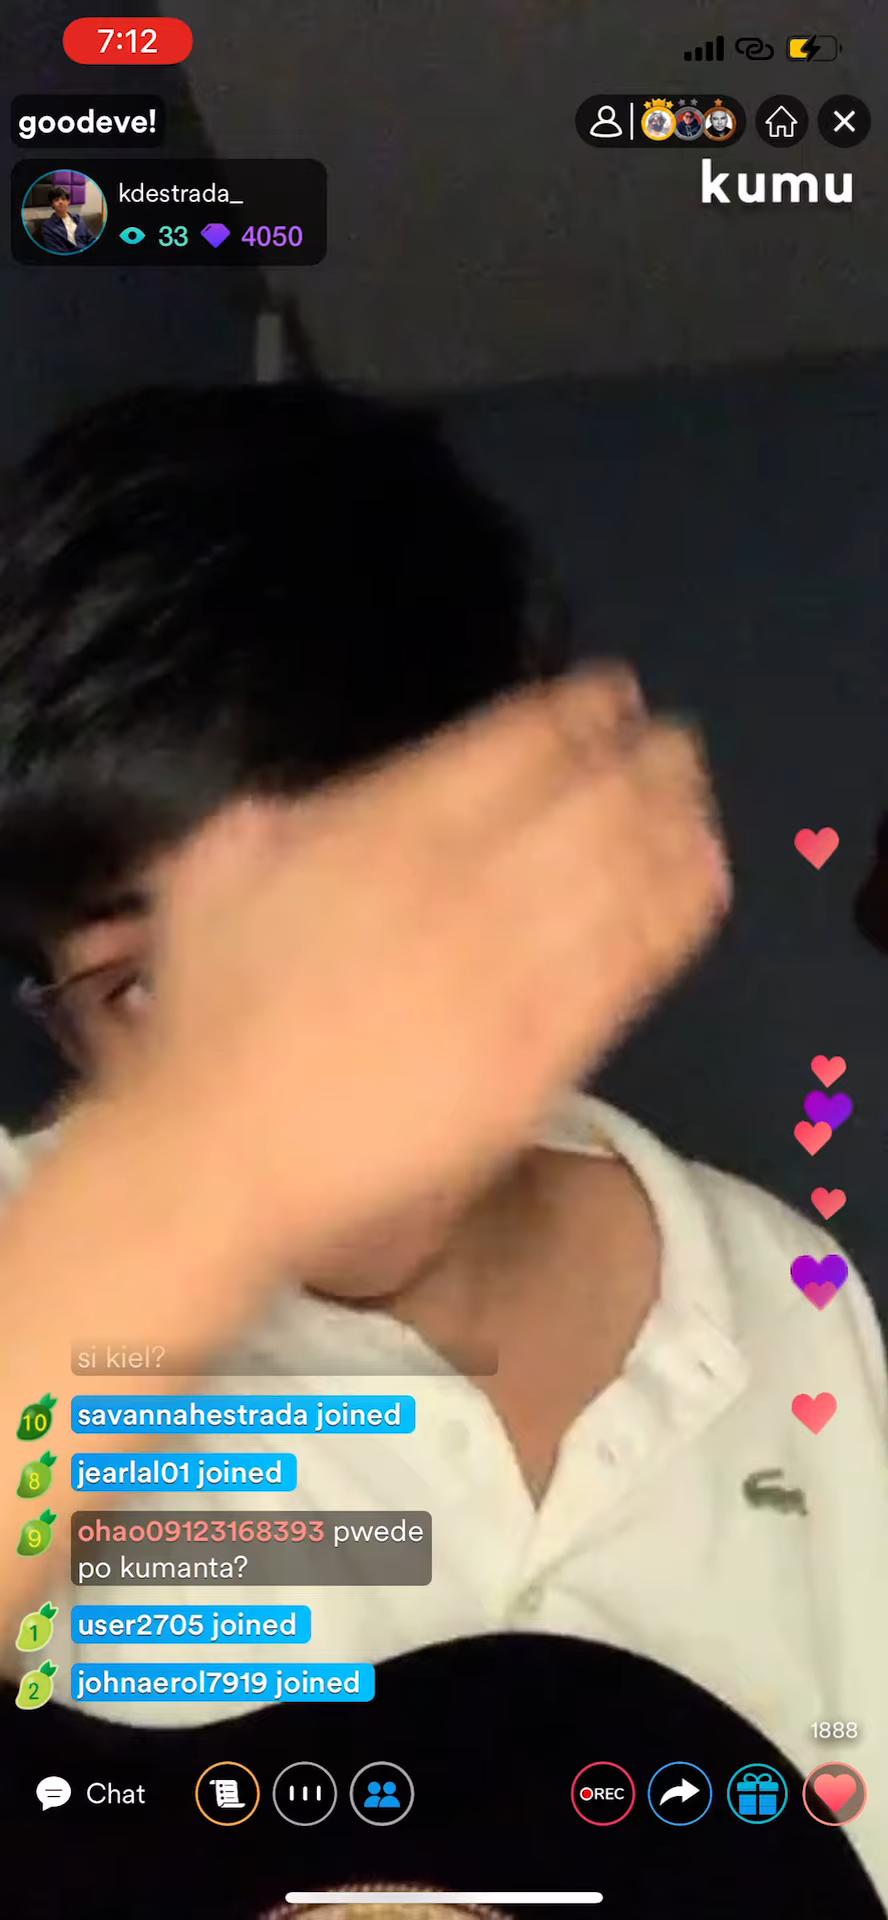 7:12
goodeve!
kdestrada_
33 4050
kumu
si kiel?
10 savannahestrada joined
8 jearlal01 joined
9 ohao09123168393 pwede
po kumanta?
1 user2705 joined
2 johnaerol7919 joined
1888
Chat
REC